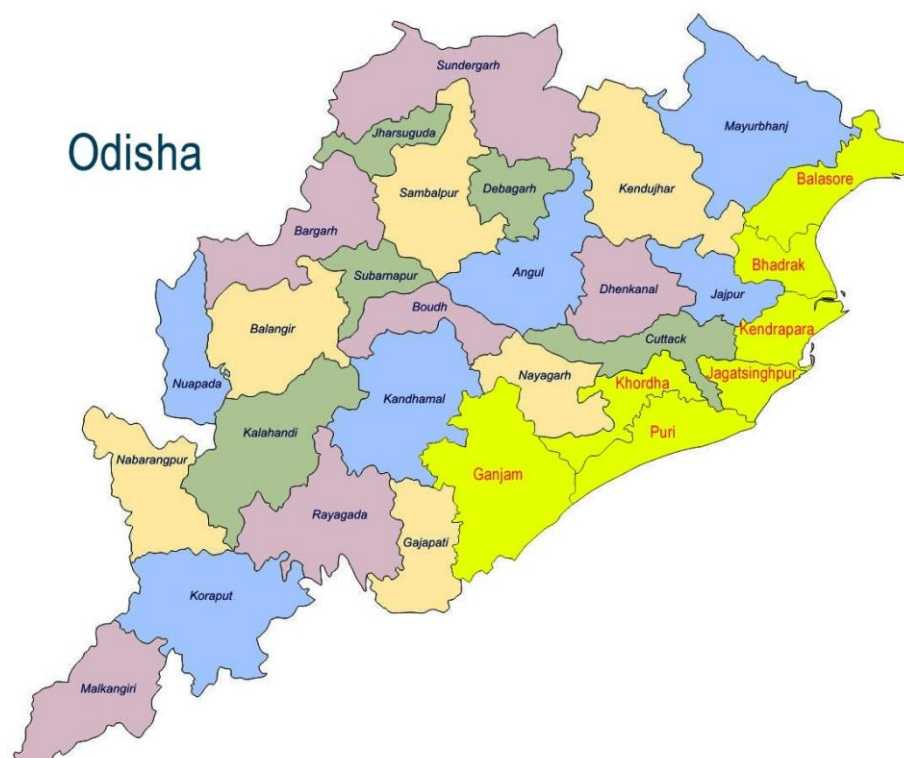 Odisha
Sundergarh
Jharsuguda
Mayurbhanj
Balasore
Sambalpur
Debagarh
Kendujhar
Bargarh
Bhadrak
Subarnapur
Angul
Dhenkanal
Jajpur
Boudh
Balangir
Kendrapara
Cuttack
Nuapada
Nayagarh
Khordha
Jagatsinghpur
Kandhamal
Puri
Kalahandi
Nabarangpur
Ganjam
Rayagada
Gajapati
Koraput
Malkangiri